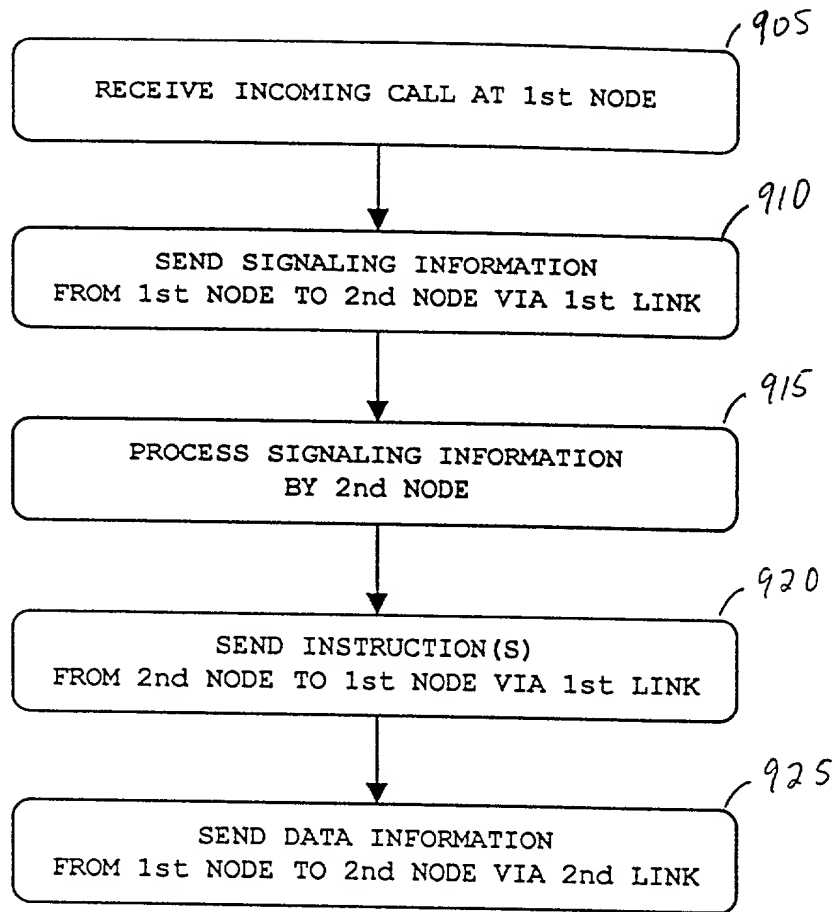 905
RECEIVE INCOMING CALL AT 1st NODE
910
SEND SIGNALING INFORMATION
FROM 1st NODE TO 2nd NODE VIA 1st LINK
915
PROCESS SIGNALING INFORMATION
BY 2nd NODE
920
SEND INSTRUCTION(S)
FROM 2nd NODE TO 1st NODE VIA 1st LINK
925
SEND DATA INFORMATION
FROM 1st NODE TO 2nd NODE VIA 2nd LINK